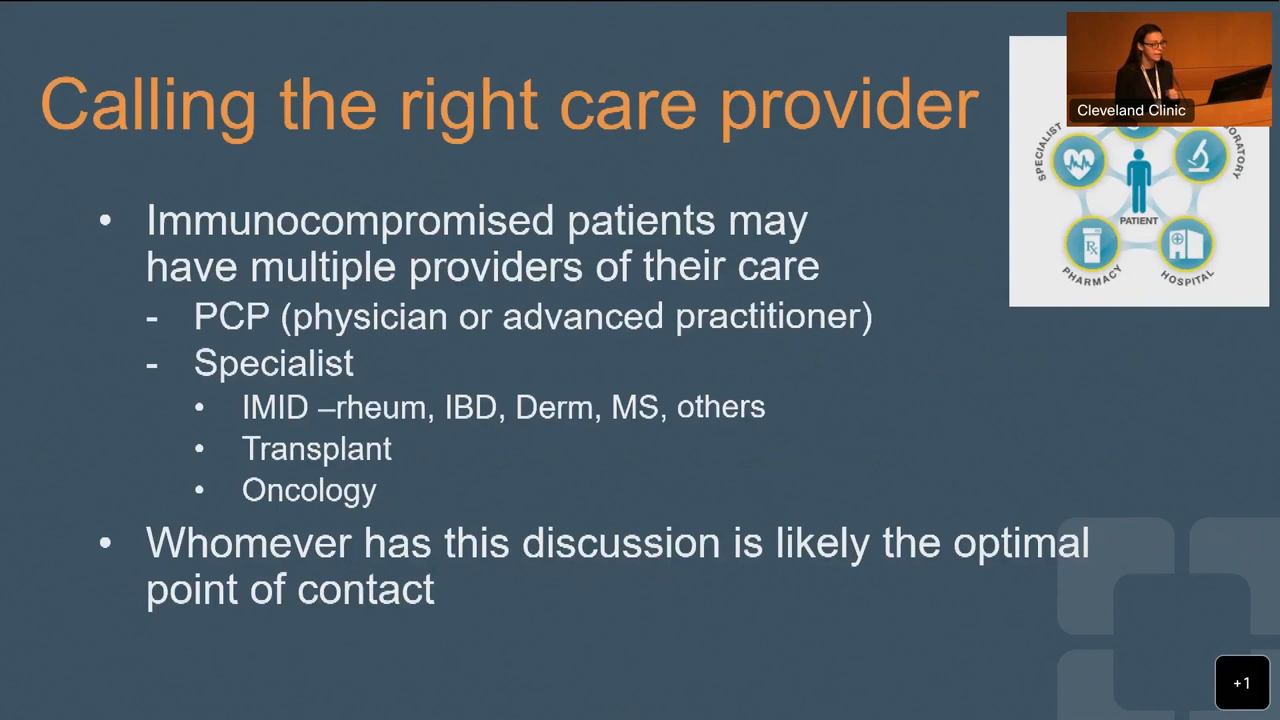 Calling the right care provider
Cleveland Clinic
SPECIALIST
PATIENT
PHARMACY
HOSPITAL
• Immunocompromised patients may
have multiple providers of their care
- PCP (physician or advanced practitioner)
- Specialist
• IMID –rheum, IBD, Derm, MS, others
• Transplant
• Oncology
• Whomever has this discussion is likely the optimal
point of contact
+1